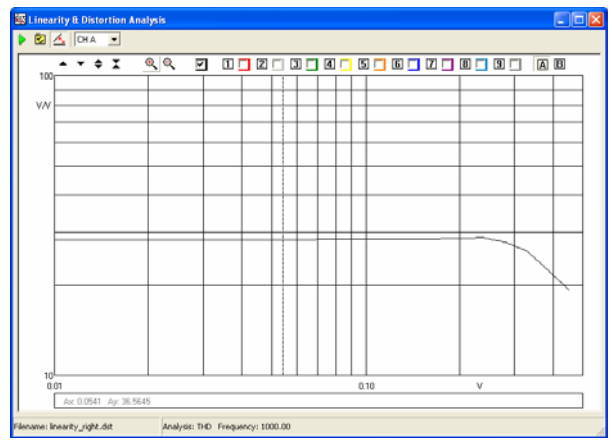 Linearity & Distortion Analysis
CH A
1 2 3 4 5 6 7 8 9 A B
100
V/V
10
0.01 0.10 V
Ax: 0.0541 Ay: 36.5645
Filename: linearity_right.dst Analysis: THD Frequency: 1000.00